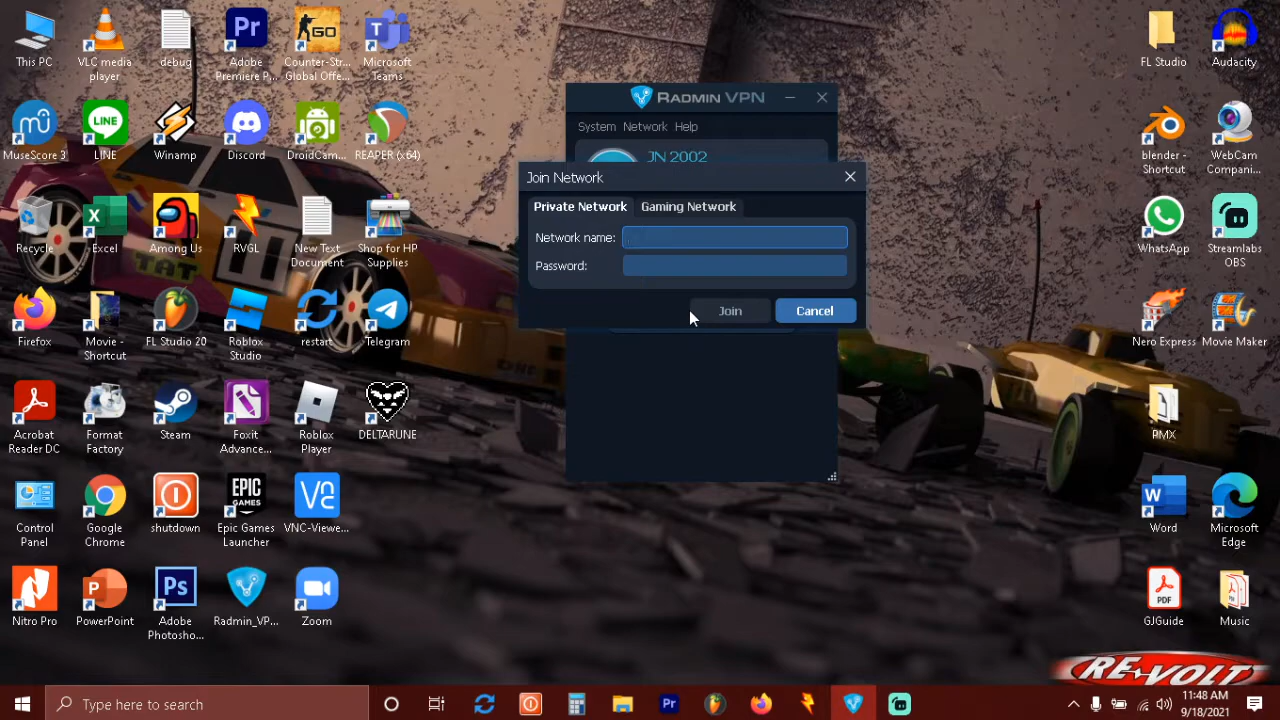 This PC
VLC media
player
debug
Adobe
Premiere P...
Counter-Str...
Global Offe...
Microsoft
Teams
FL Studio
Audacity
RADMIN VPN
System Network Help
JN 2002
MuseScore 3
LINE
Winamp
Discord
DroidCam...
REAPER (x64)
blender -
Shortcut
WebCam
Compani...
Join Network
Private Network
Gaming Network
Network name:
Password:
Join
Cancel
Recycle
Excel
Among Us
RVGL
New Text
Document
Shop for HP
Supplies
WhatsApp
Streamlabs
OBS
Firefox
Movie -
Shortcut
FL Studio 20
Roblox
Studio
restart
Telegram
Nero Express
Movie Maker
Acrobat
Reader DC
Format
Factory
Steam
Foxit
Advance...
Roblox
Player
DELTARUNE
PMX
Control
Panel
Google
Chrome
shutdown
Epic Games
Launcher
VNC-Viewe...
Word
Microsoft
Edge
Nitro Pro
PowerPoint
Adobe
Photosho...
Radmin_VP...
Zoom
GJGuide
Music
RE-VOLT
Type here to search
11:48 AM
9/18/2021